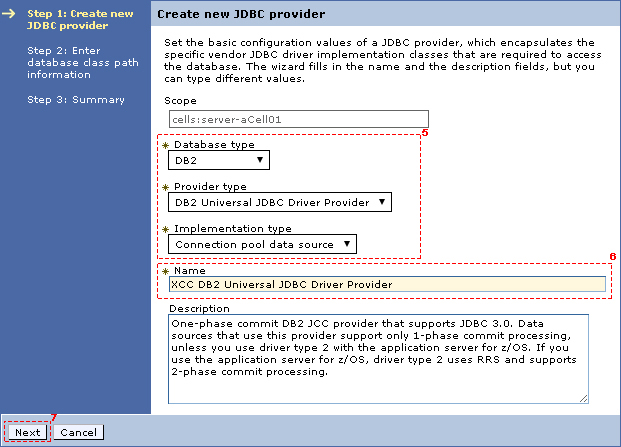 Step 1: Create new
JDBC provider
Step 2: Enter
database class path
information
Step 3: Summary
Create new JDBC provider
Set the basic configuration values of a JDBC provider, which encapsulates the
specific vendor JDBC driver implementation classes that are required to access
the database. The wizard fills in the name and the description fields, but you
can type different values.
Scope
cells:server-aCell01
5
Database type
DB2
Provider type
DB2 Universal JDBC Driver Provider
Implementation type
Connection pool data source
6
Name
XCC DB2 Universal JDBC Driver Provider
Description
One-phase commit DB2 JCC provider that supports JDBC 3.0. Data
sources that use this provider support only 1-phase commit processing,
unless you use driver type 2 with the application server for z/OS. If you
use the application server for z/OS, driver type 2 uses RRS and supports
2-phase commit processing.
7
Next Cancel